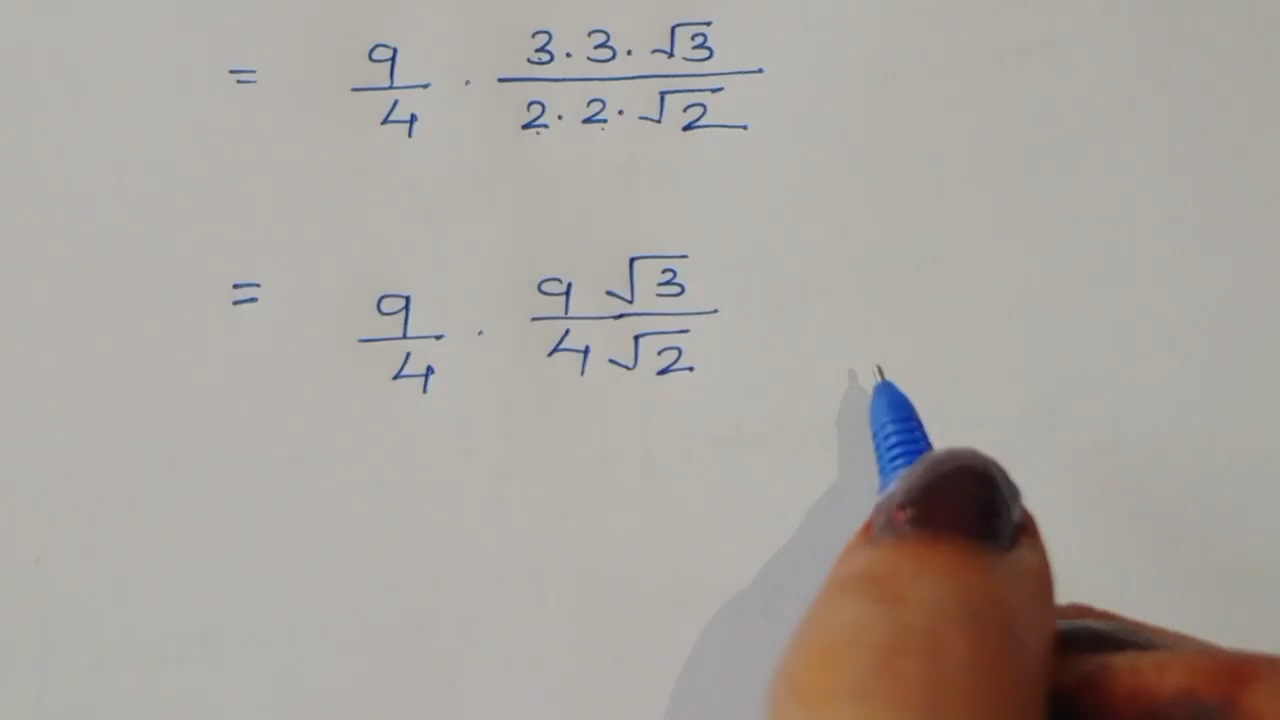 = 9/4 . 3.3.√3/2.2.√2
= 9/4 . 9√3/4√2